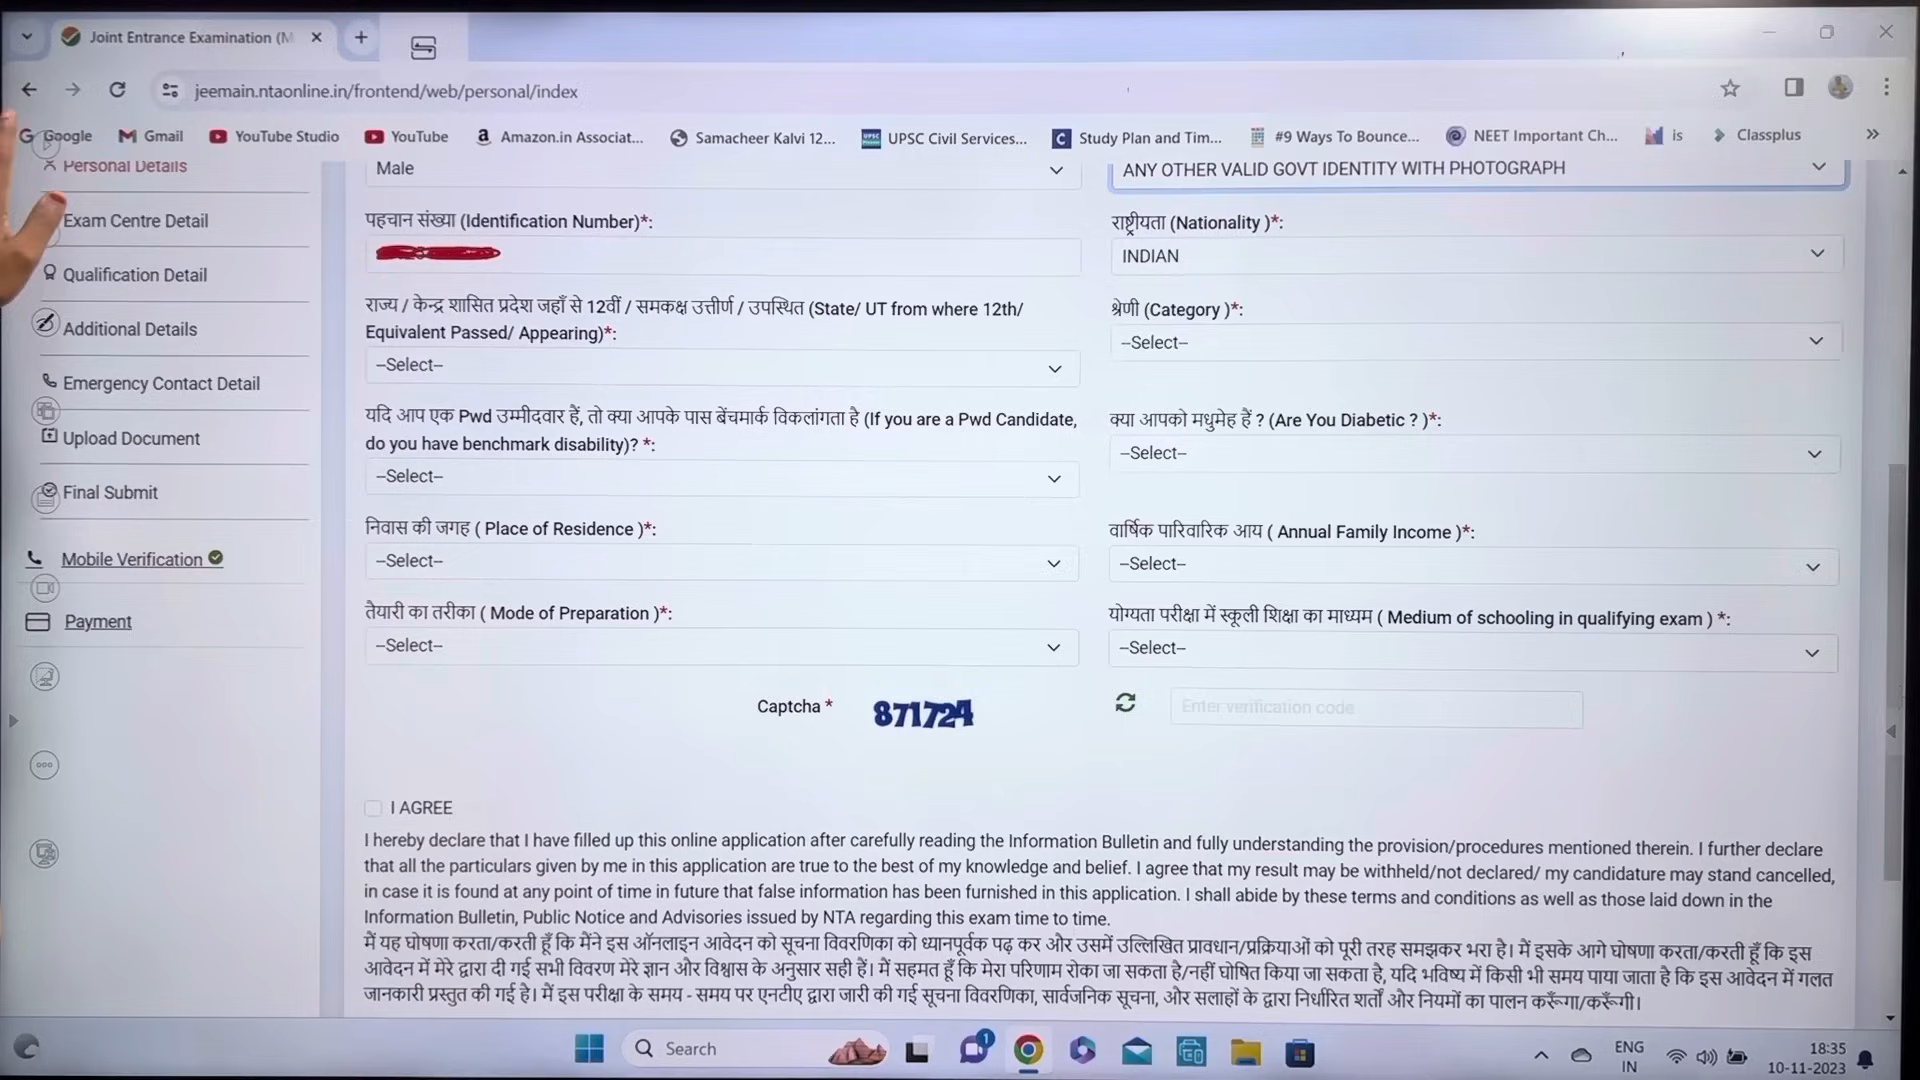 Joint Entrance Examination (M
jeemain.ntaonline.in/frontend/web/personal/index
Google Gmail YouTube Studio YouTube Amazon.in Associat... Samacheer Kalvi 12... UPSC Civil Services... Study Plan and Tim... #9 Ways To Bounce... NEET Important Ch... is Classplus
Personal Details
Exam Centre Detail
Qualification Detail
Additional Details
Emergency Contact Detail
Upload Document
Final Submit
Mobile Verification
Payment
Male
ANY OTHER VALID GOVT IDENTITY WITH PHOTOGRAPH
पहचान संख्या (Identification Number)*:
राष्ट्रीयता (Nationality )*:
INDIAN
राज्य / केन्द्र शासित प्रदेश जहाँ से 12वीं / समकक्ष उत्तीर्ण / उपस्थित (State/ UT from where 12th/
Equivalent Passed/ Appearing)*:
--Select--
श्रेणी (Category )*:
--Select--
यदि आप एक Pwd उम्मीदवार हैं, तो क्या आपके पास बेंचमार्क विकलांगता है (If you are a Pwd Candidate,
do you have benchmark disability)? *:
--Select--
क्या आपको मधुमेह हैं ? (Are You Diabetic ? )*:
--Select--
निवास की जगह ( Place of Residence )*:
--Select--
वार्षिक पारिवारिक आय ( Annual Family Income )*:
--Select--
तैयारी का तरीका ( Mode of Preparation )*:
--Select--
योग्यता परीक्षा में स्कूली शिक्षा का माध्यम ( Medium of schooling in qualifying exam ) *:
--Select--
Captcha * 871724 Enter verification code
I AGREE
I hereby declare that I have filled up this online application after carefully reading the Information Bulletin and fully understanding the provision/procedures mentioned therein. I further declare
that all the particulars given by me in this application are true to the best of my knowledge and belief. I agree that my result may be withheld/not declared/ my candidature may stand cancelled,
in case it is found at any point of time in future that false information has been furnished in this application. I shall abide by these terms and conditions as well as those laid down in the
Information Bulletin, Public Notice and Advisories issued by NTA regarding this exam time to time.
मैं यह घोषणा करता/करती हूँ कि मैंने इस ऑनलाइन आवेदन को सूचना विवरणिका को ध्यानपूर्वक पढ़ कर और उसमें उल्लिखित प्रावधान/प्रक्रियाओं को पूरी तरह समझकर भरा है। मैं इसके आगे घोषणा करता/करती हूँ कि इस
आवेदन में मेरे द्वारा दी गई सभी विवरण मेरे ज्ञान और विश्वास के अनुसार सही हैं। मैं सहमत हूँ कि मेरा परिणाम रोका जा सकता है/नहीं घोषित किया जा सकता है, यदि भविष्य में किसी भी समय पाया जाता है कि इस आवेदन में गलत
जानकारी प्रस्तुत की गई है। मैं इस परीक्षा के समय - समय पर एनटीए द्वारा जारी की गई सूचना विवरणिका, सार्वजनिक सूचना, और सलाहों के द्वारा निर्धारित शर्तों और नियमों का पालन करूँगा/करूँगी।
Search
1
ENG
IN
18:35
10-11-2023